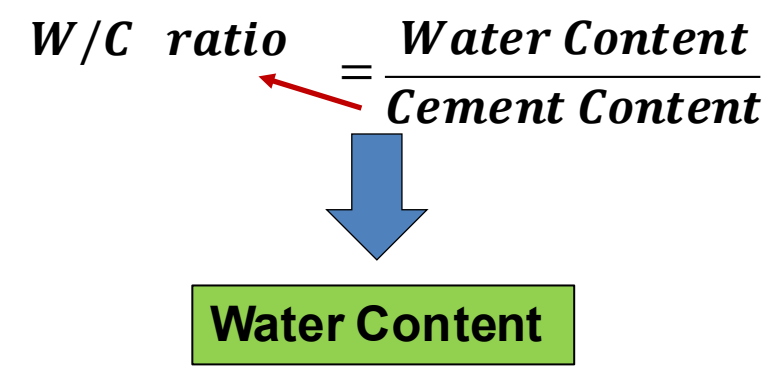 W/C ratio = Water Content / Cement Content
Water Content